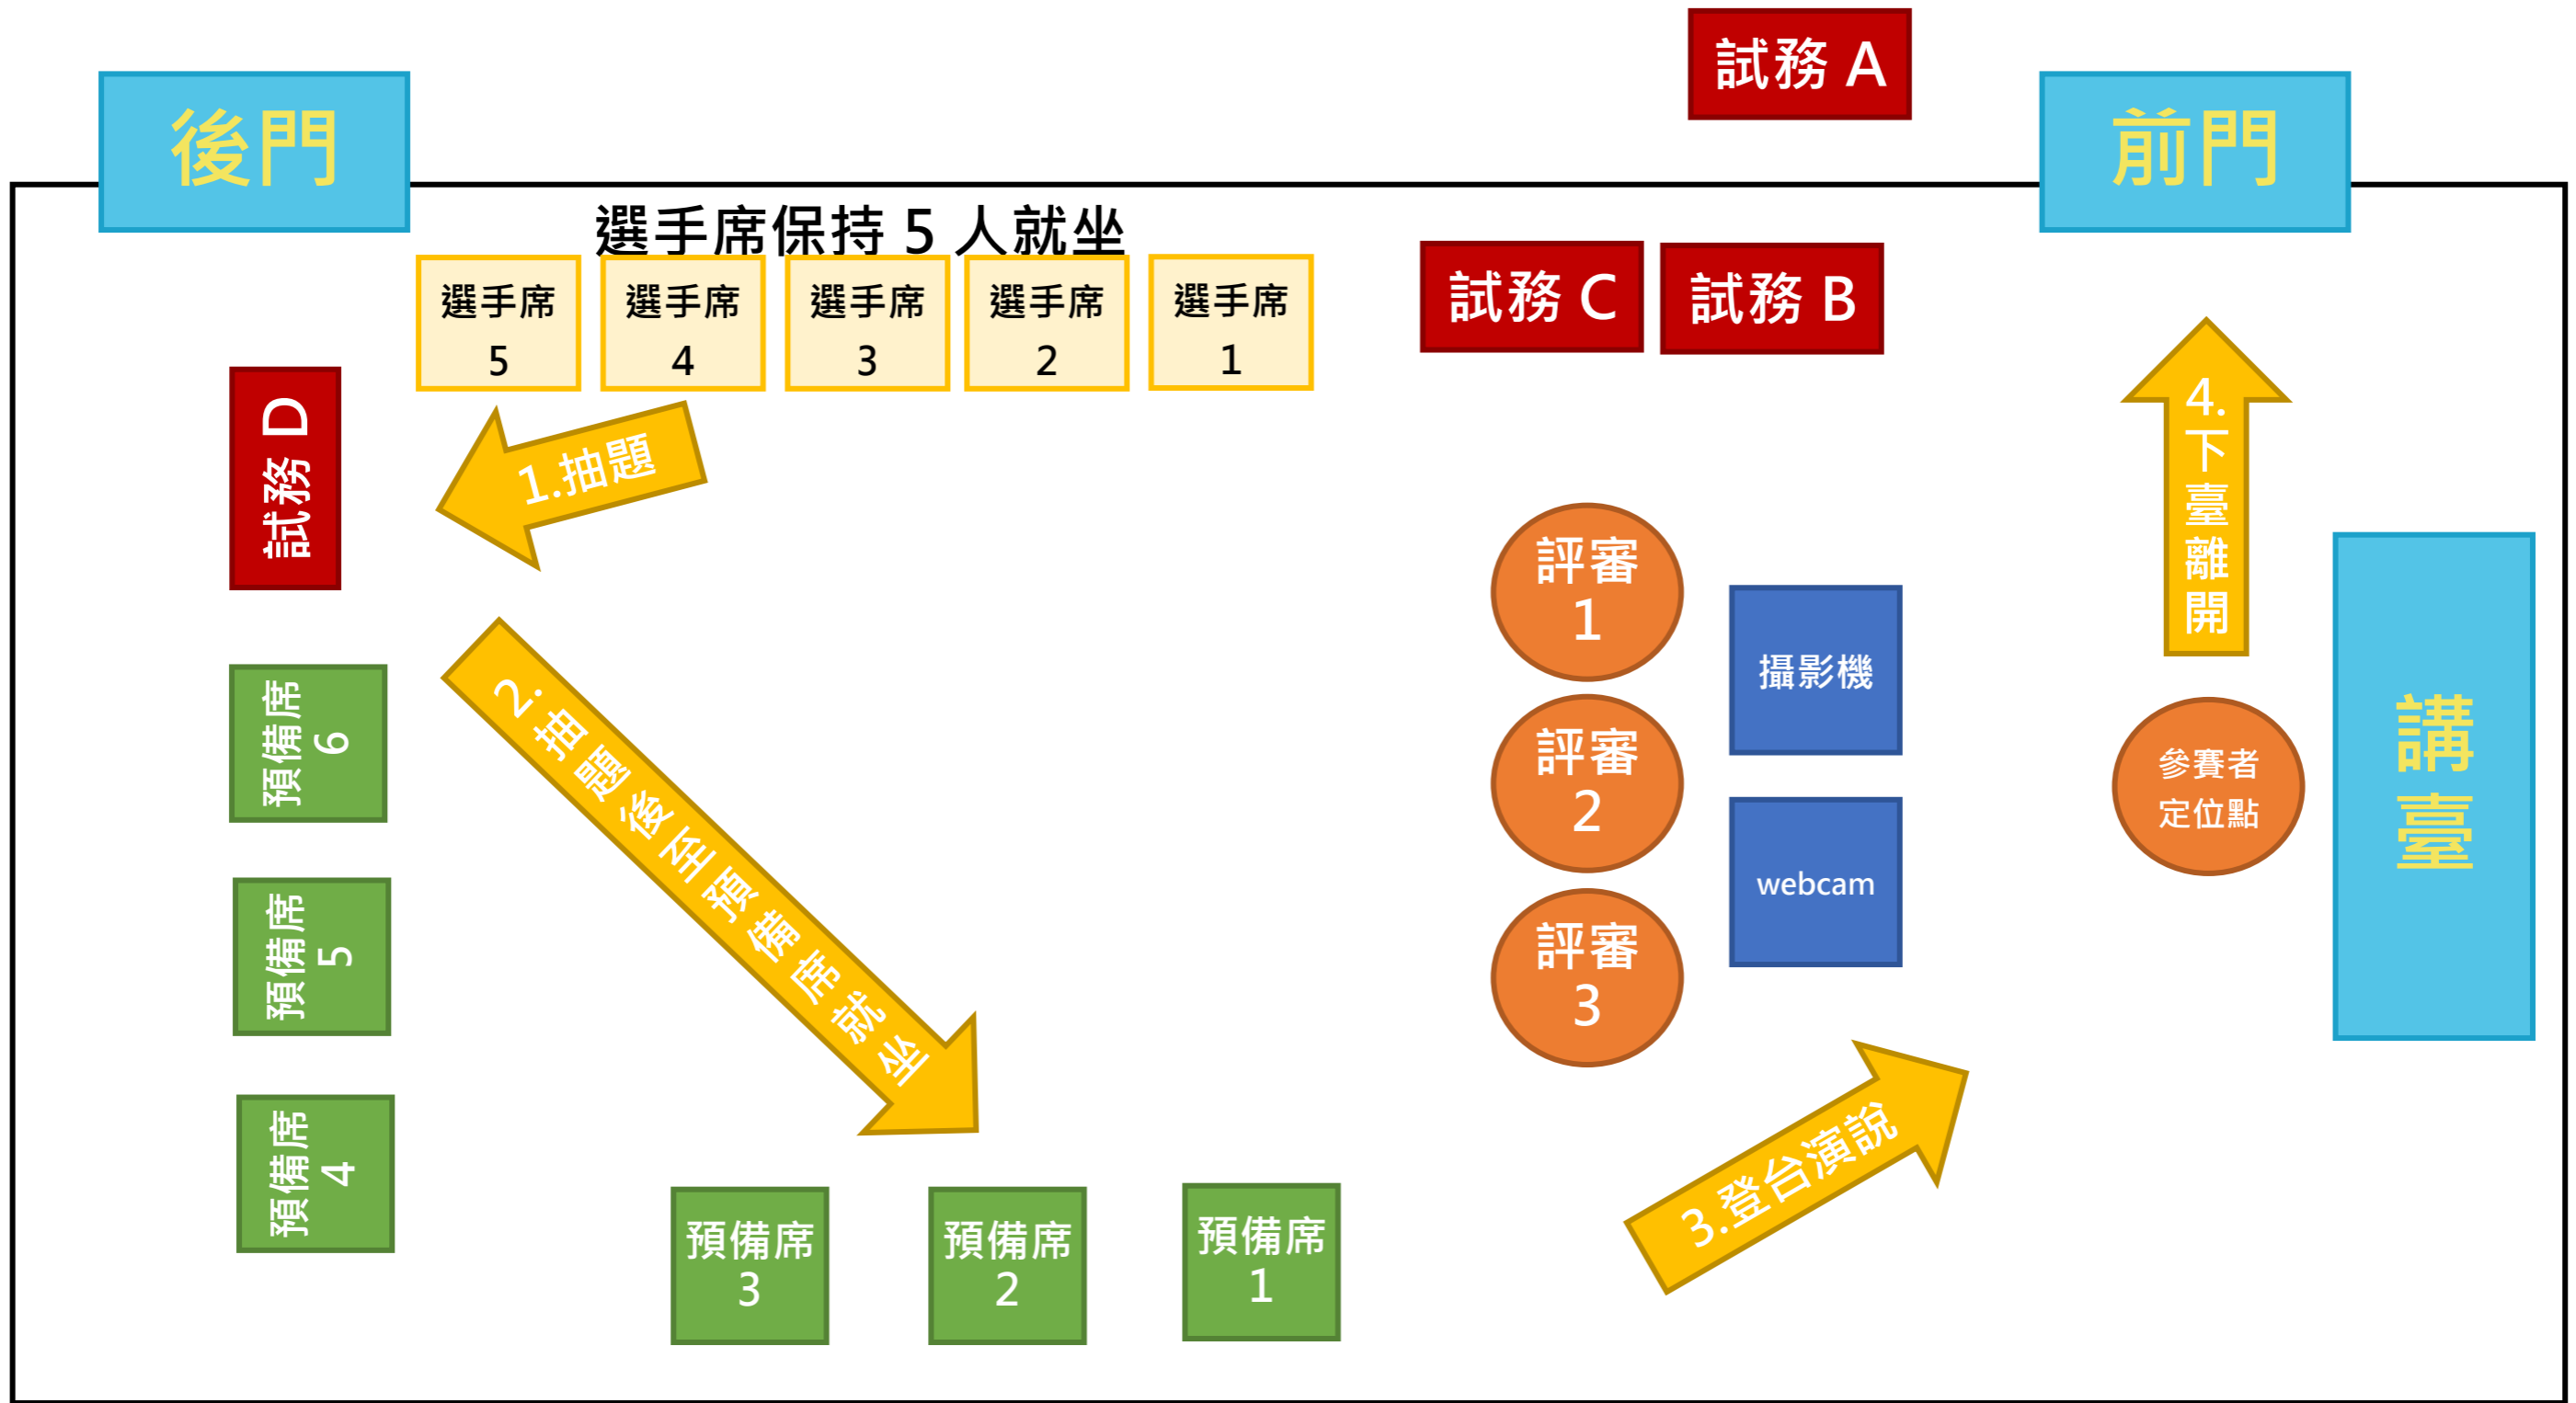 試務 A
後門
前門
選手席保持 5 人就坐
選手席
5
選手席
4
選手席
3
選手席
2
選手席
1
試務 C
試務 B
試務 D
1.抽題
4.下臺離開
評審
1
攝影機
預備席
6
2.抽題後至預備席就坐
評審
2
參賽者
定位點
講臺
webcam
預備席
5
評審
3
預備席
4
3.登台演說
預備席
3
預備席
2
預備席
1